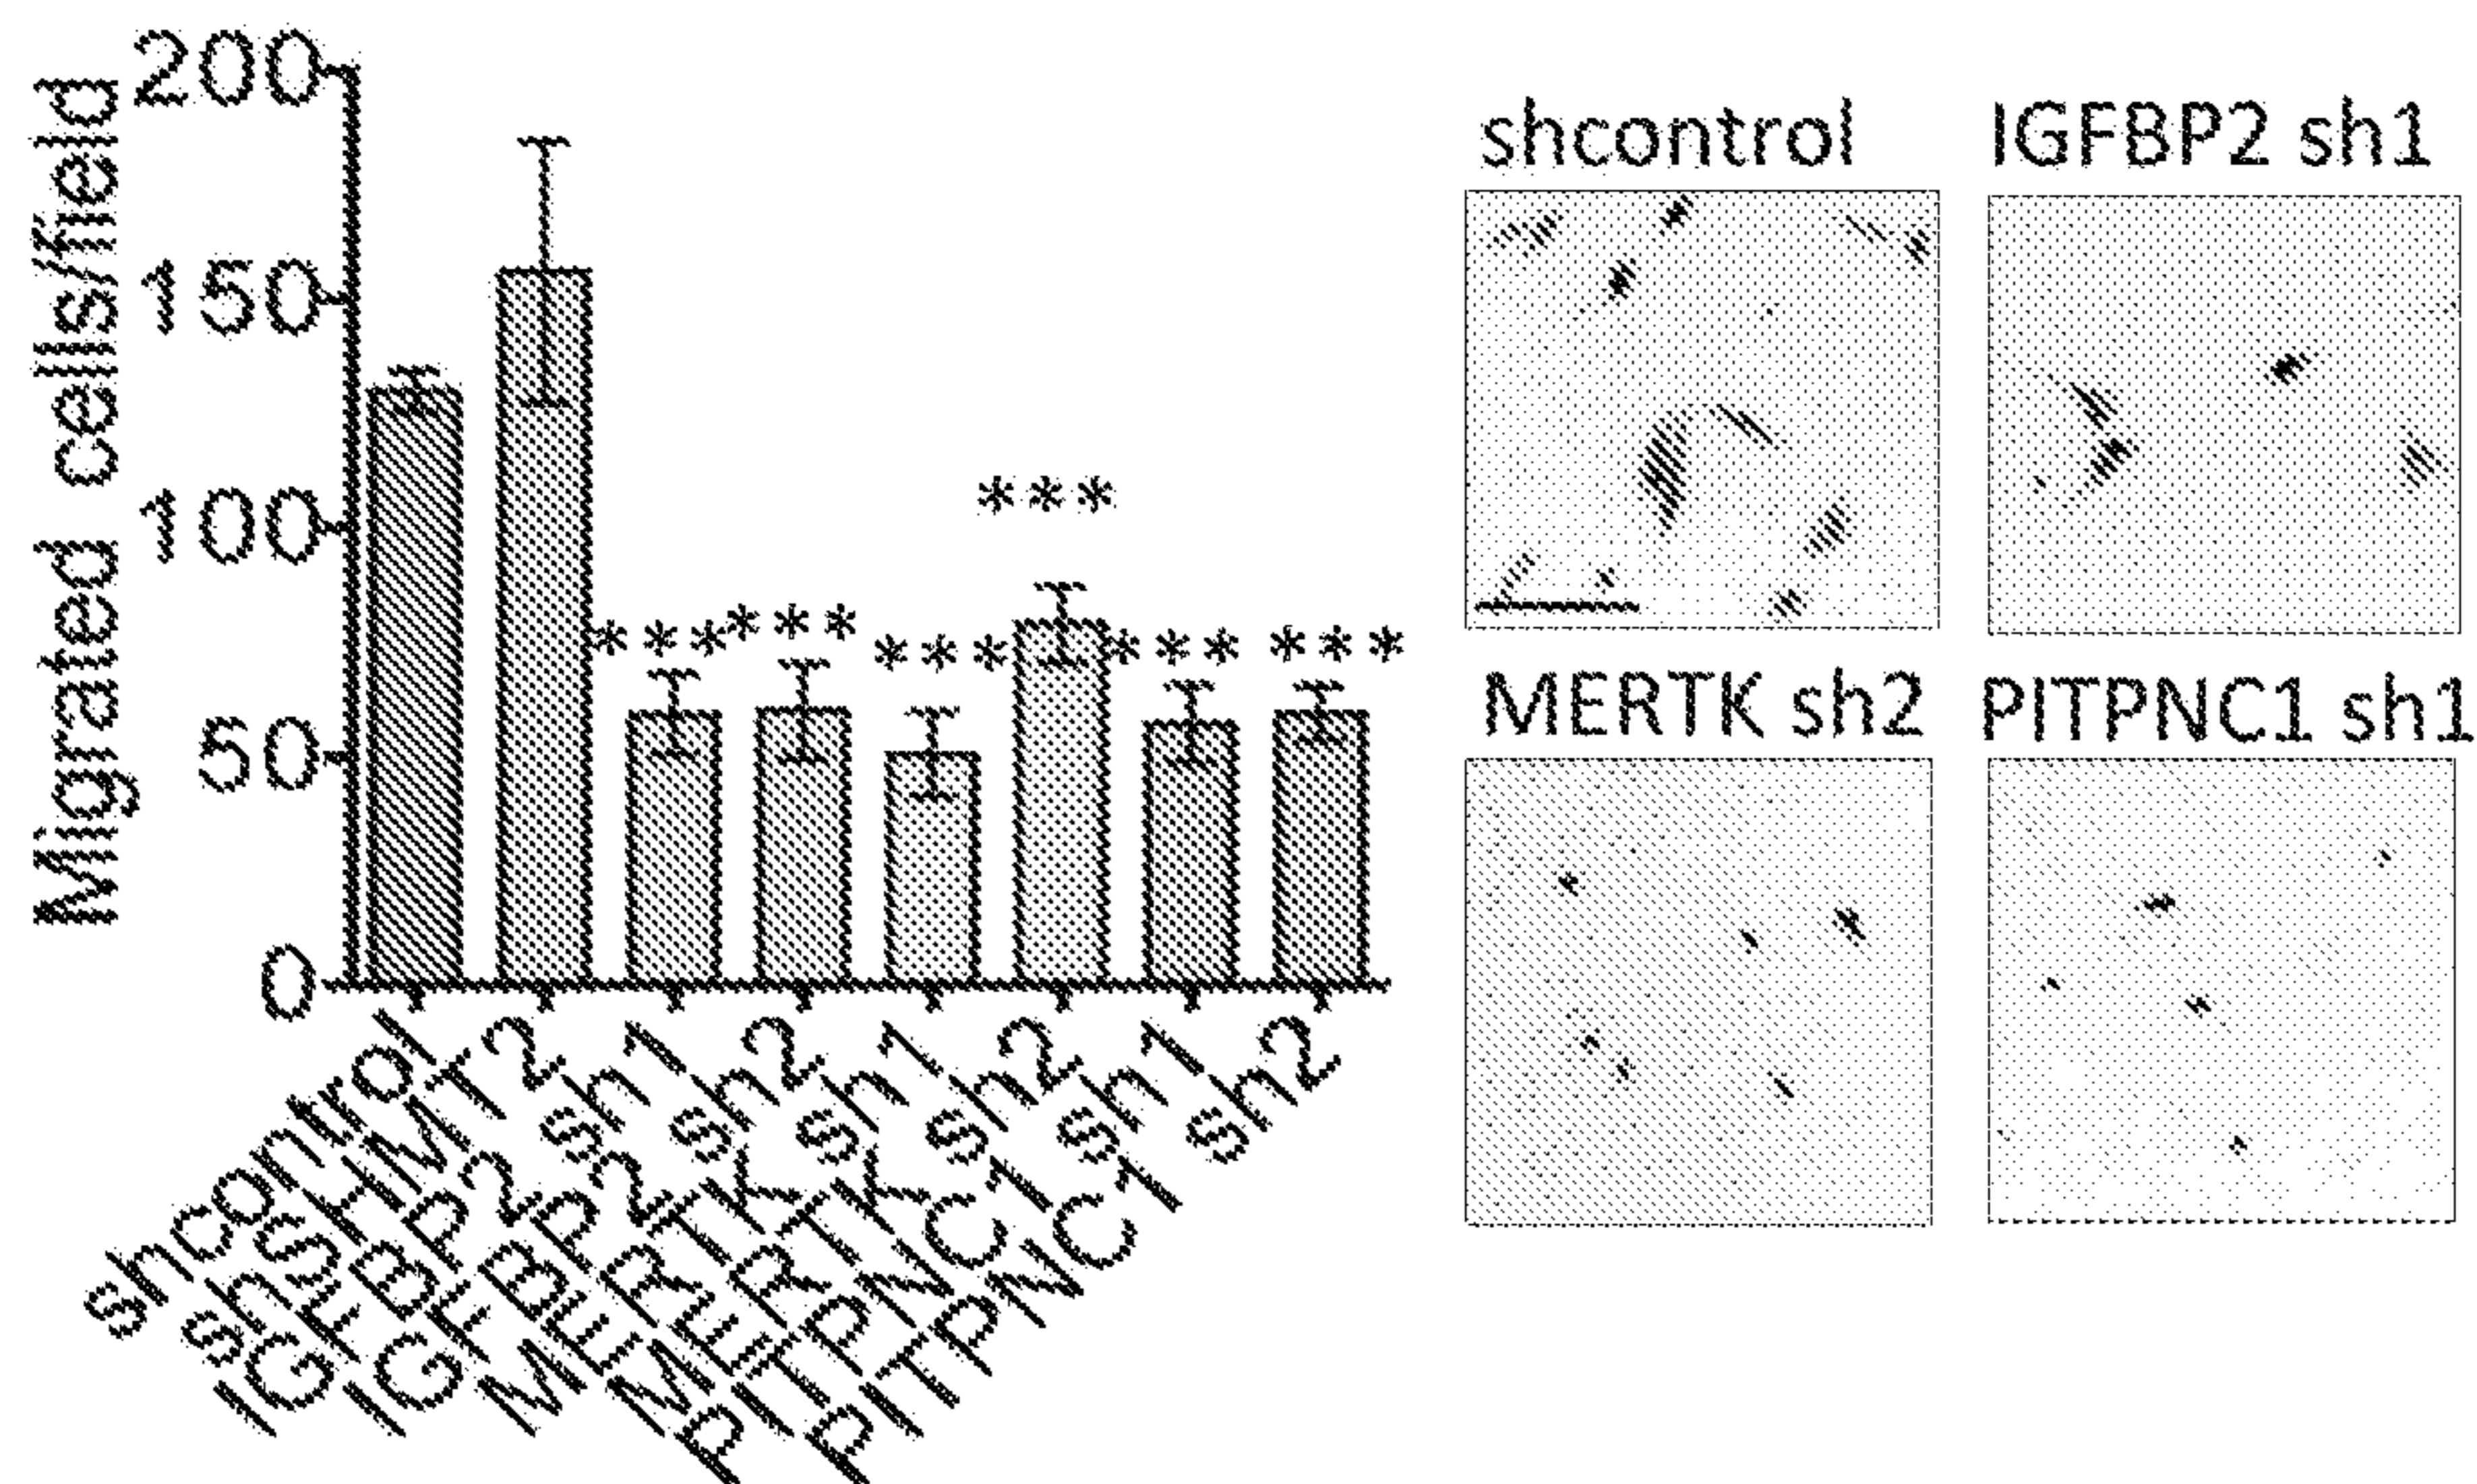 Migrated cells/field
200
150
100
50
0
***
***
***
***
***
***
shcontrol
shSHMT2
IGFBP2 sh1
IGFBP2 sh2
MERTK sh1
MERTK sh2
PITPNC1 sh1
PITPNC1 sh2
shcontrol
IGFBP2 sh1
MERTK sh2
PITPNC1 sh1